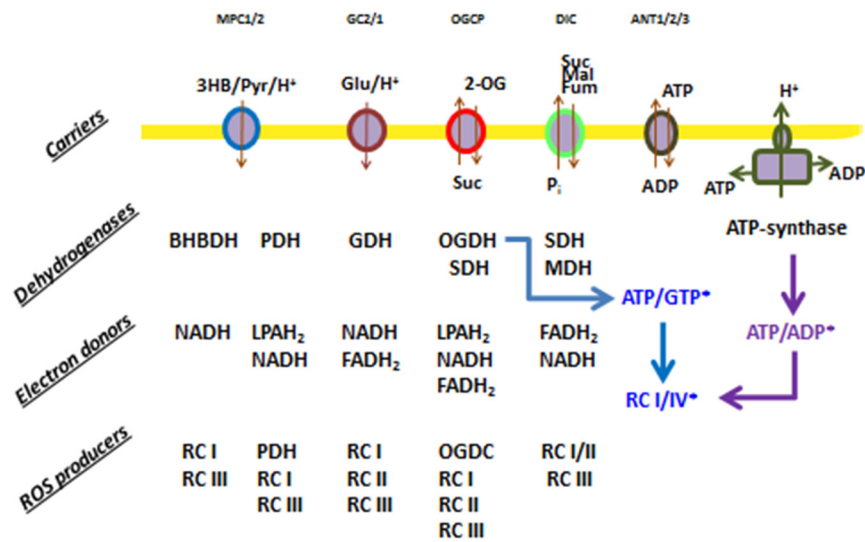 MPC1/2 GC2/1 OGCP DIC ANT1/2/3
Suc
Mal
3HB/Pyr/H⁺ Glu/H⁺ 2-OG Fum ATP H⁺
Carriers
Suc Pᵢ ADP ATP ADP
ATP-synthase
Dehydrogenases
BHBDH PDH GDH OGDH SDH
SDH MDH
ATP/GTP*
Electron donors
NADH LPAH₂ NADH LPAH₂ FADH₂ ATP/ADP*
NADH FADH₂ NADH NADH
FADH₂ RC I/IV*
ROS producers
RC I PDH RC I OGDC RC I/II
RC III RC I RC II RC I RC III
RC III RC III RC II
RC III